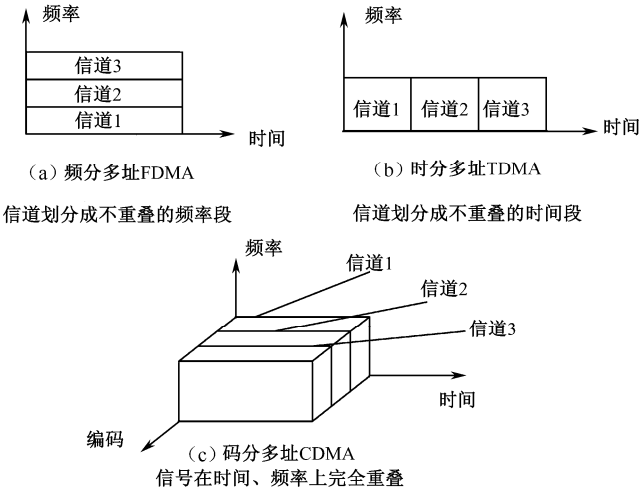 频率
信道3
信道2
信道1
时间
(a) 频分多址FDMA
信道划分成不重叠的频率段
频率
信道1 信道2 信道3
时间
(b) 时分多址TDMA
信道划分成不重叠的时间段
频率
信道1
信道2
信道3
时间
编码
(c) 码分多址CDMA
信号在时间、频率上完全重叠